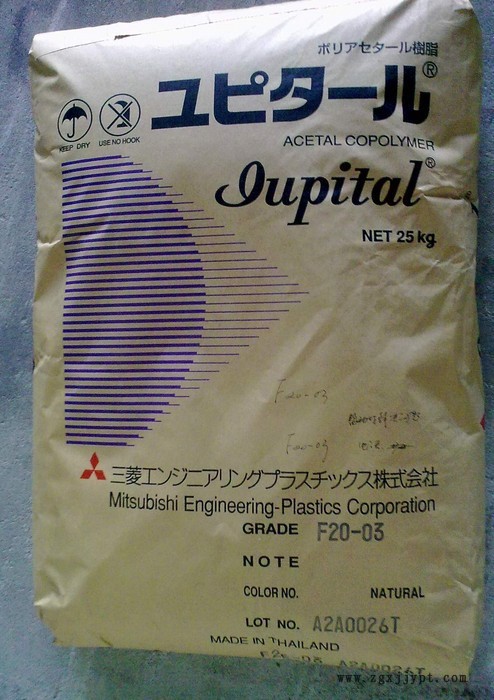 ポリアセタール樹脂
ユピタール®
KEEP DRY
USE NO HOOK
ACETAL COPOLYMER
Iupital®
NET 25 kg
F20-03
F20-03
三菱エンジニアリングプラスチックス株式会社
Mitsubishi Engineering-Plastics Corporation
GRADE F20-03
NOTE
COLOR NO. NATURAL
LOT NO. A2A0026T
MADE IN THAILAND
F20-03 A2A0026T
www.zgxjjypt.com